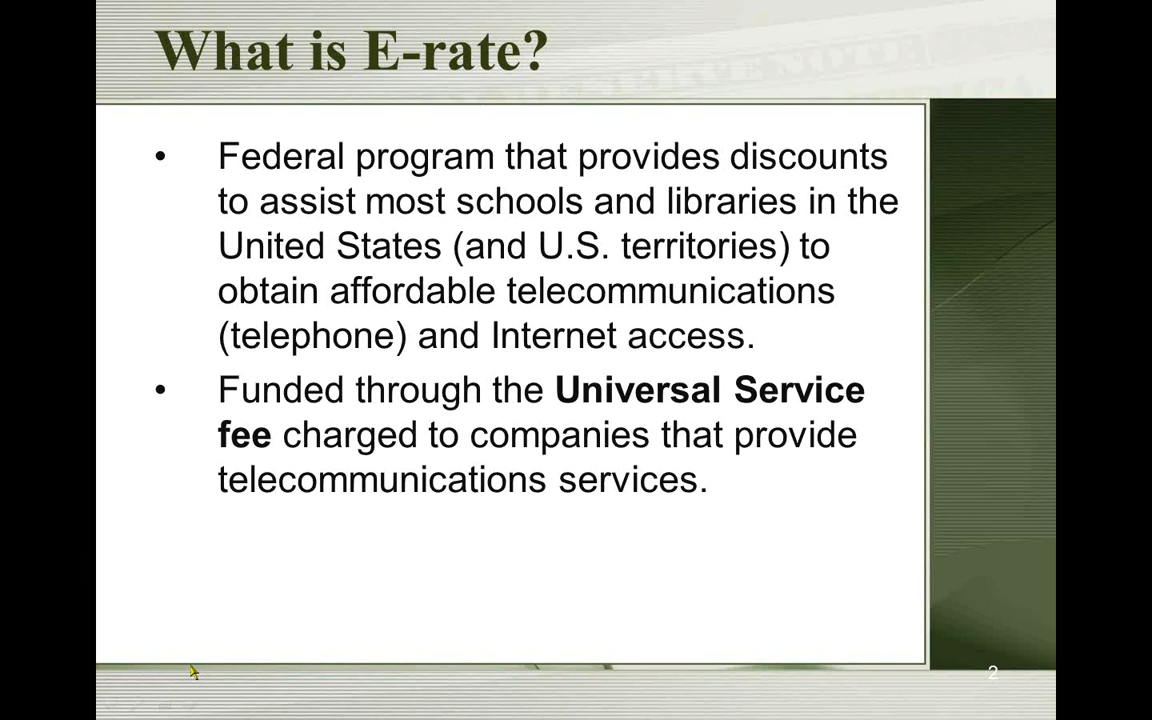 What is E-rate?
• Federal program that provides discounts
to assist most schools and libraries in the
United States (and U.S. territories) to
obtain affordable telecommunications
(telephone) and Internet access.
• Funded through the Universal Service
fee charged to companies that provide
telecommunications services.
2